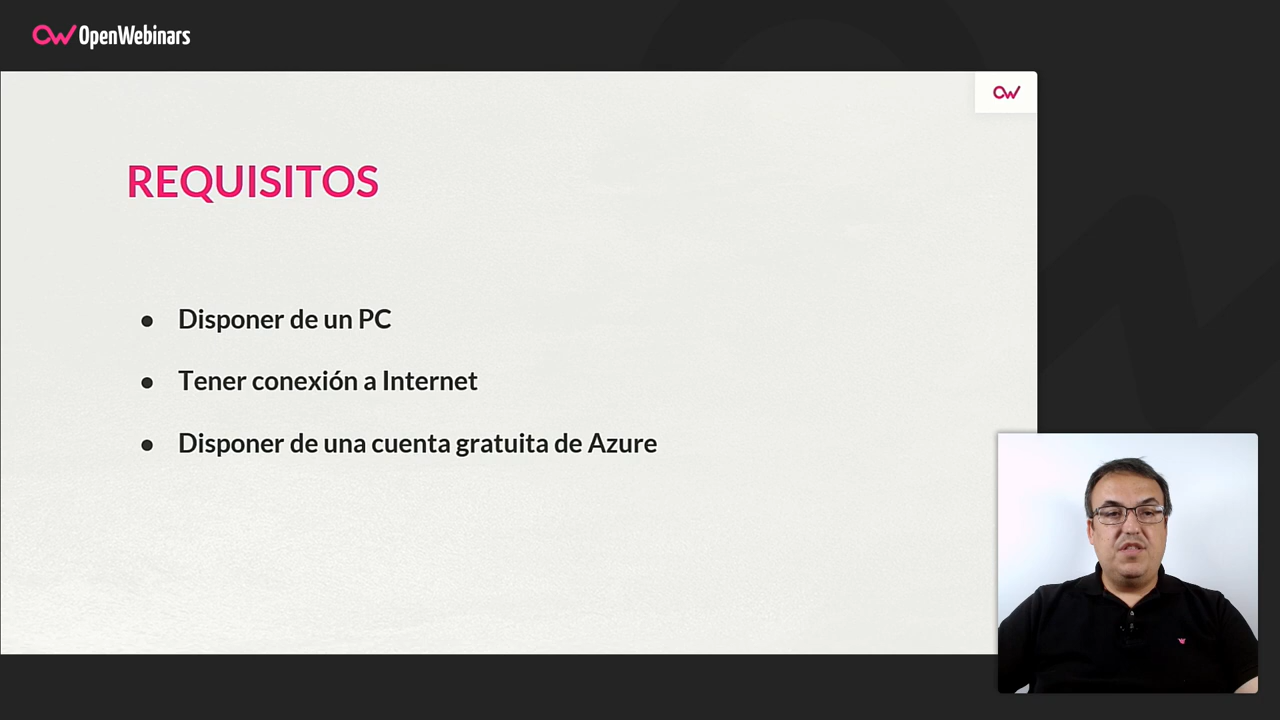 OpenWebinars
REQUISITOS
● Disponer de un PC
● Tener conexión a Internet
● Disponer de una cuenta gratuita de Azure